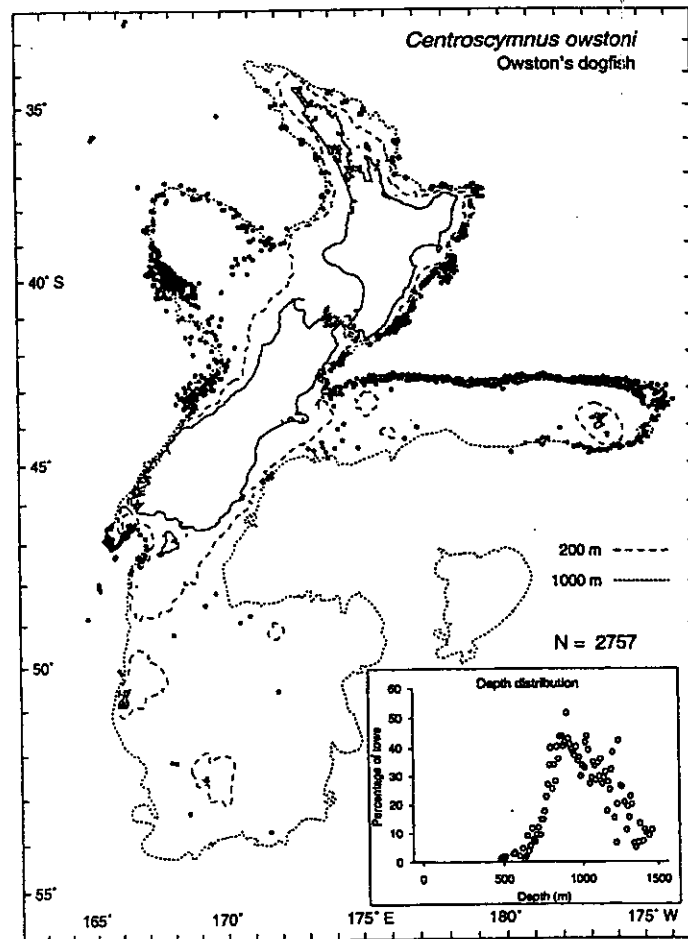 Centroscymnus owstoni
Owston's dogfish
35°
40° S
45°
50°
55°
200 m
1000 m
N = 2757
Depth distribution
Percentage of tows
60
50
40
30
20
10
0
0 500 1000 1500
Depth (m)
165° 170° 175° E 180° 175° W